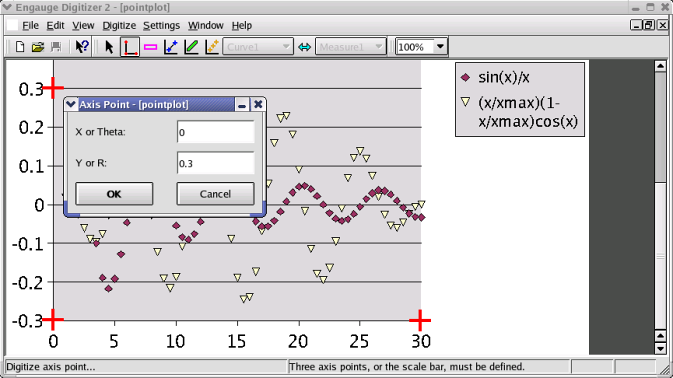 Engauge Digitizer 2 - [pointplot]
File Edit View Digitize Settings Window Help
Curve1 Measure1 100%
0.3
0.2
0.1
0
-0.1
-0.2
-0.3
0 5 10 15 20 25 30
Axis Point - [pointplot]
X or Theta: 0
Y or R: 0.3
OK Cancel
sin(x)/x
(x/xmax)(1-
x/xmax)cos(x)
Digitize axis point... Three axis points, or the scale bar, must be defined.